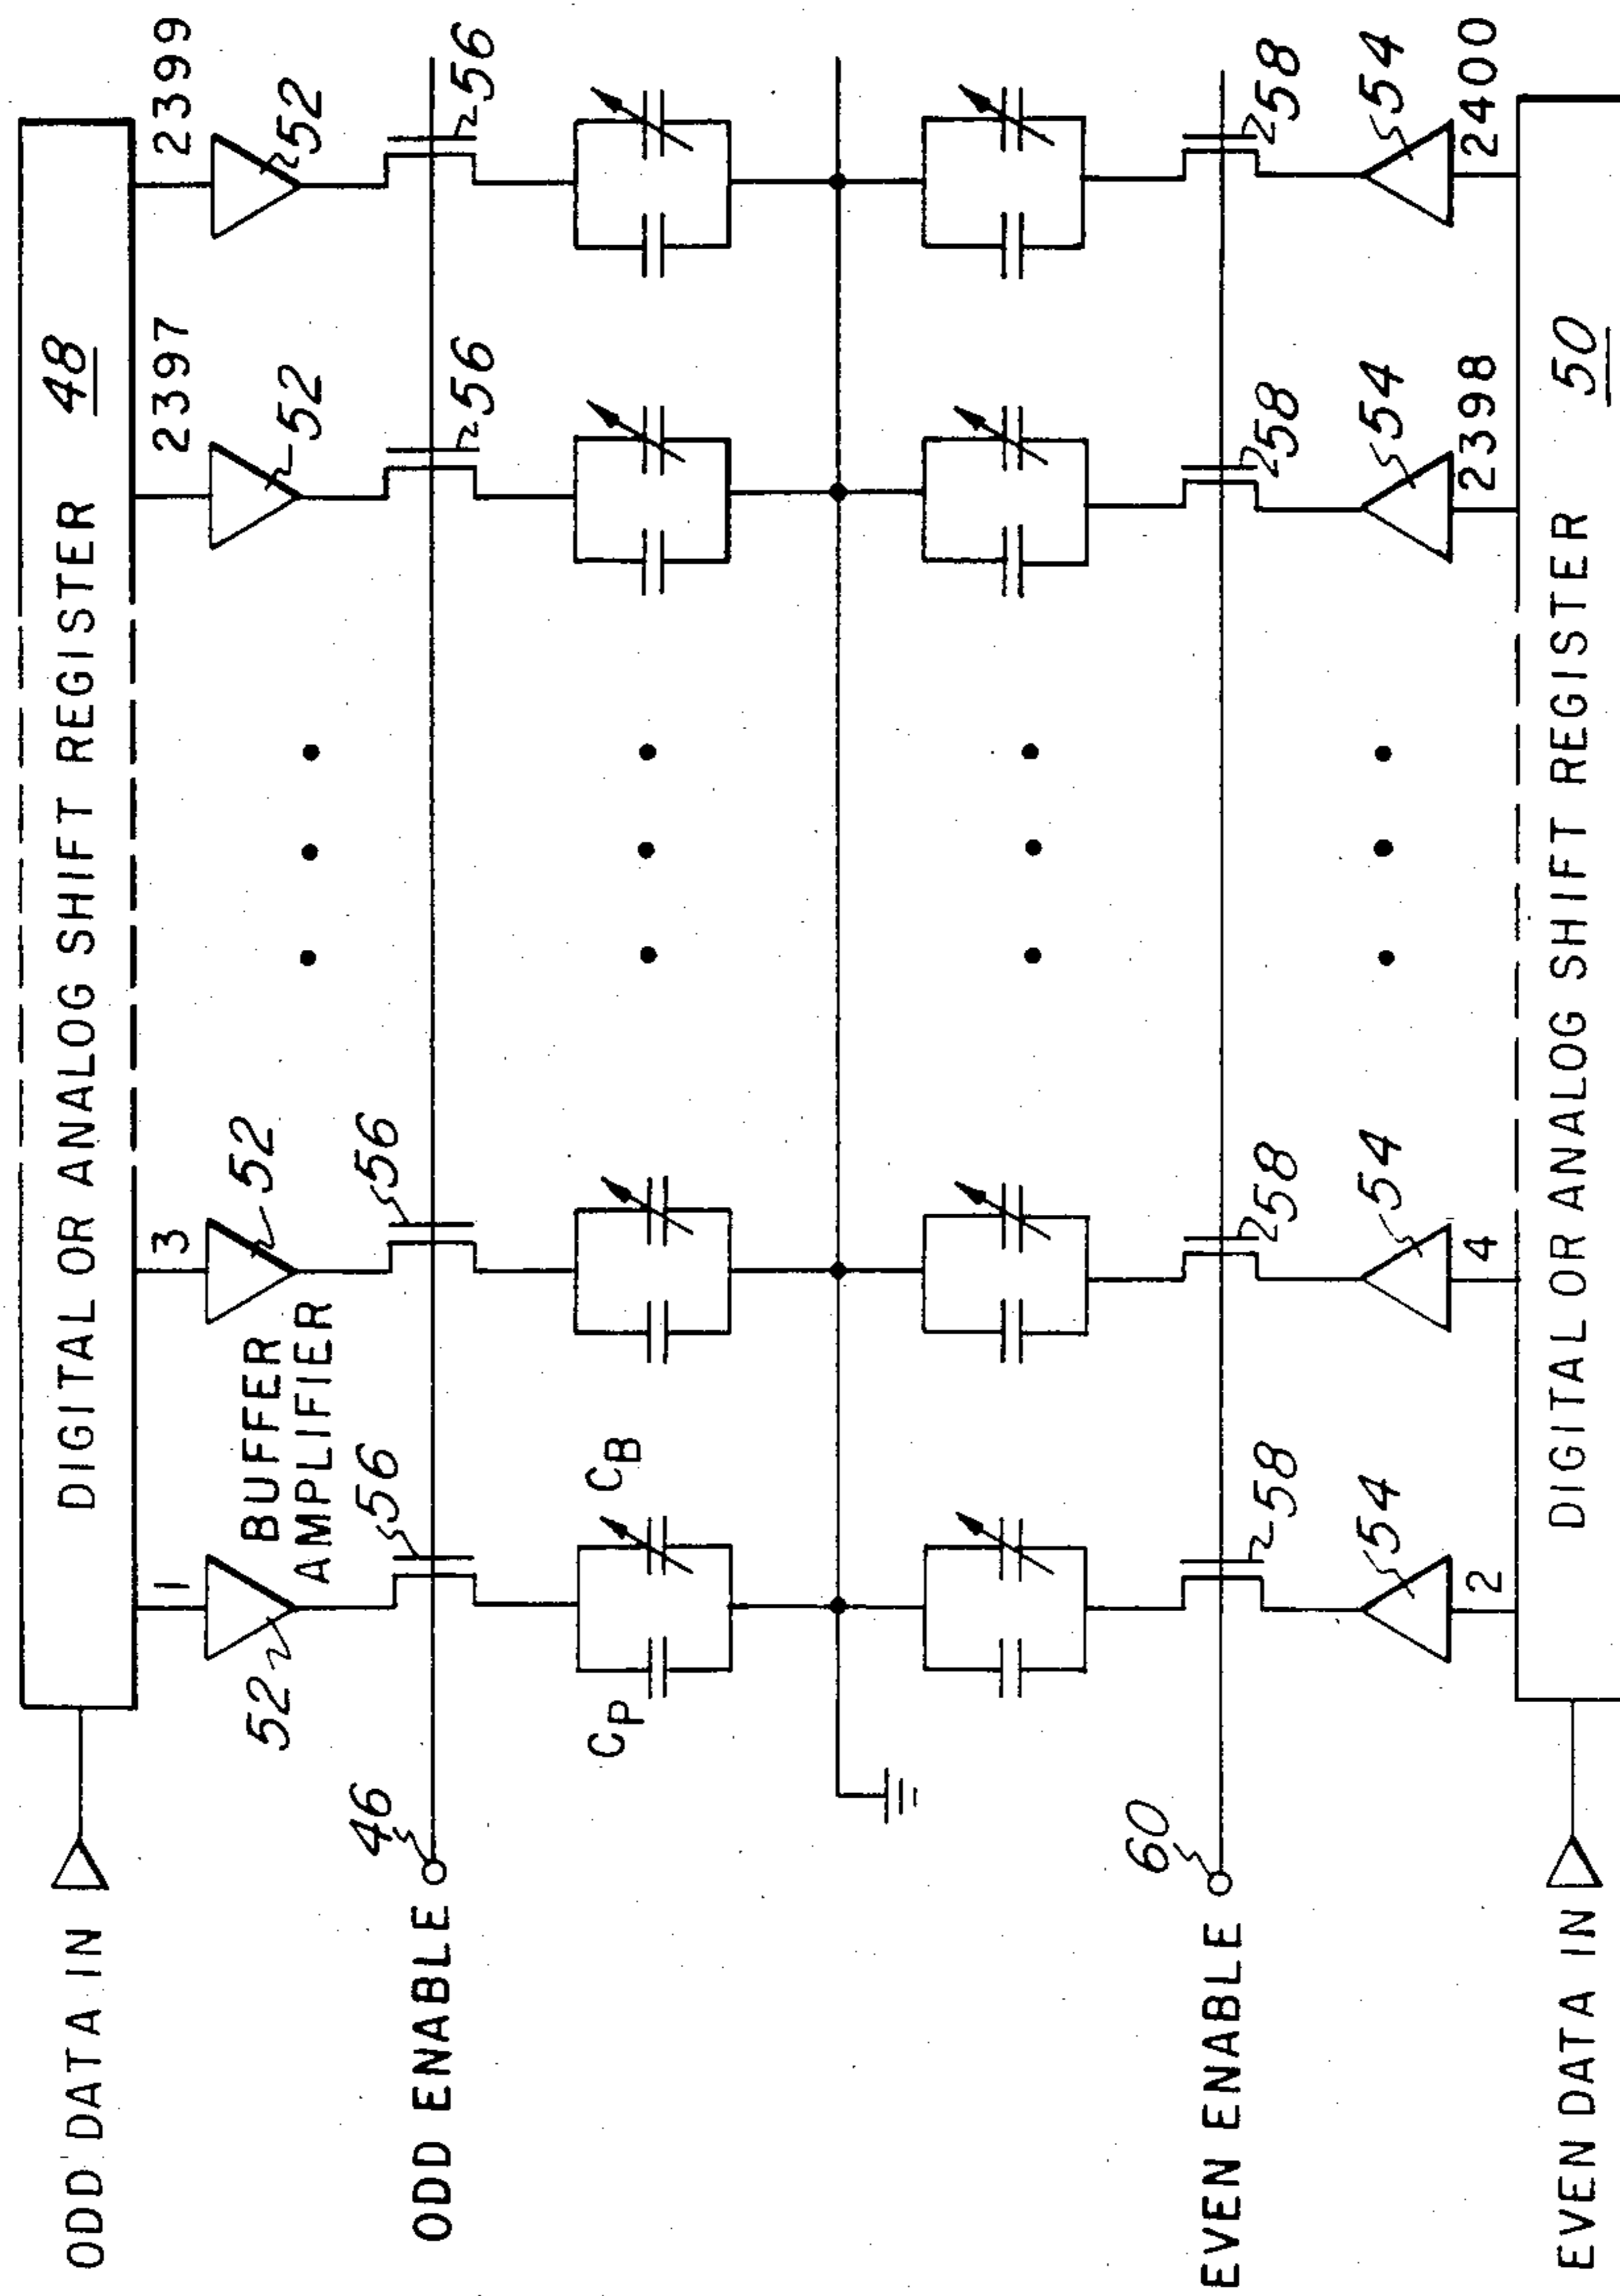 ODD DATA IN
DIGITAL OR ANALOG SHIFT REGISTER 48
1 3 2397 2399
52 BUFFER 52 52 52
AMPLIFIER
46 56 56 56 56
ODD ENABLE
CP CB
60
EVEN ENABLE
58 58 58 58
54 54 54 54
2 4 2398 2400
EVEN DATA IN
DIGITAL OR ANALOG SHIFT REGISTER 50